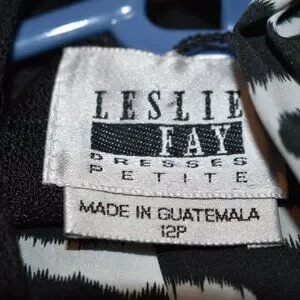 LESLIE
FAY
DRESSES
PETITE
MADE IN GUATEMALA
12P